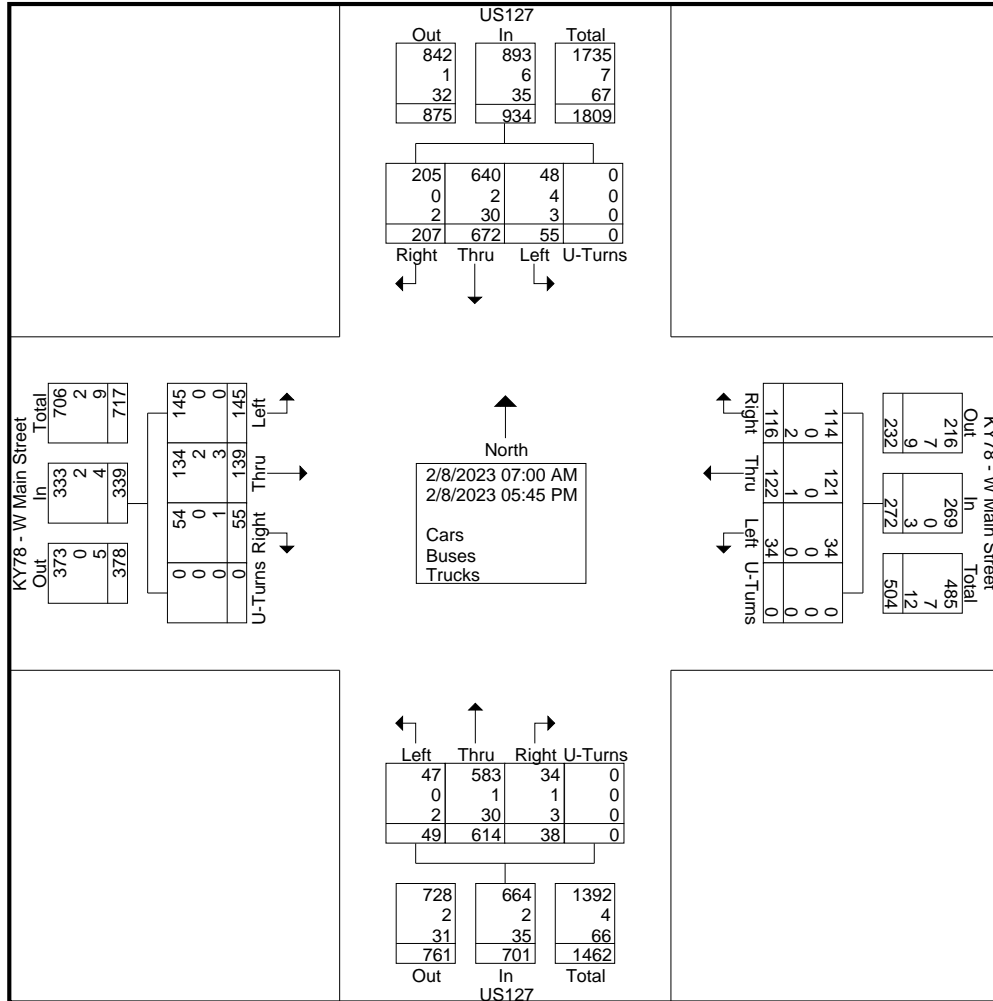 US127
Out In Total
842 893 1735
1 6 7
32 35 67
875 934 1809
205 640 48 0
0 2 4 0
2 30 3 0
207 672 55 0
Right Thru Left U-Turns
KY78 - W Main Street
Total
706 2 9 717
In
333 2 4 339
Out
373 0 5 378
Left
145 0 0 145
Thru
134 2 3 139
Right
54 0 1 55
U-Turns
0 0 0 0
North
2/8/2023 07:00 AM
2/8/2023 05:45 PM
Cars
Buses
Trucks
Right
114 0 2 116
Thru
121 0 1 122
Left
34 0 0 34
U-Turns
0 0 0 0
KY78 - W Main Street
Out
216 7 9 232
In
269 0 3 272
Total
485 7 12 504
Left Thru Right U-Turns
47 583 34 0
0 1 1 0
2 30 3 0
49 614 38 0
728 664 1392
2 2 4
31 35 66
761 701 1462
Out In Total
US127